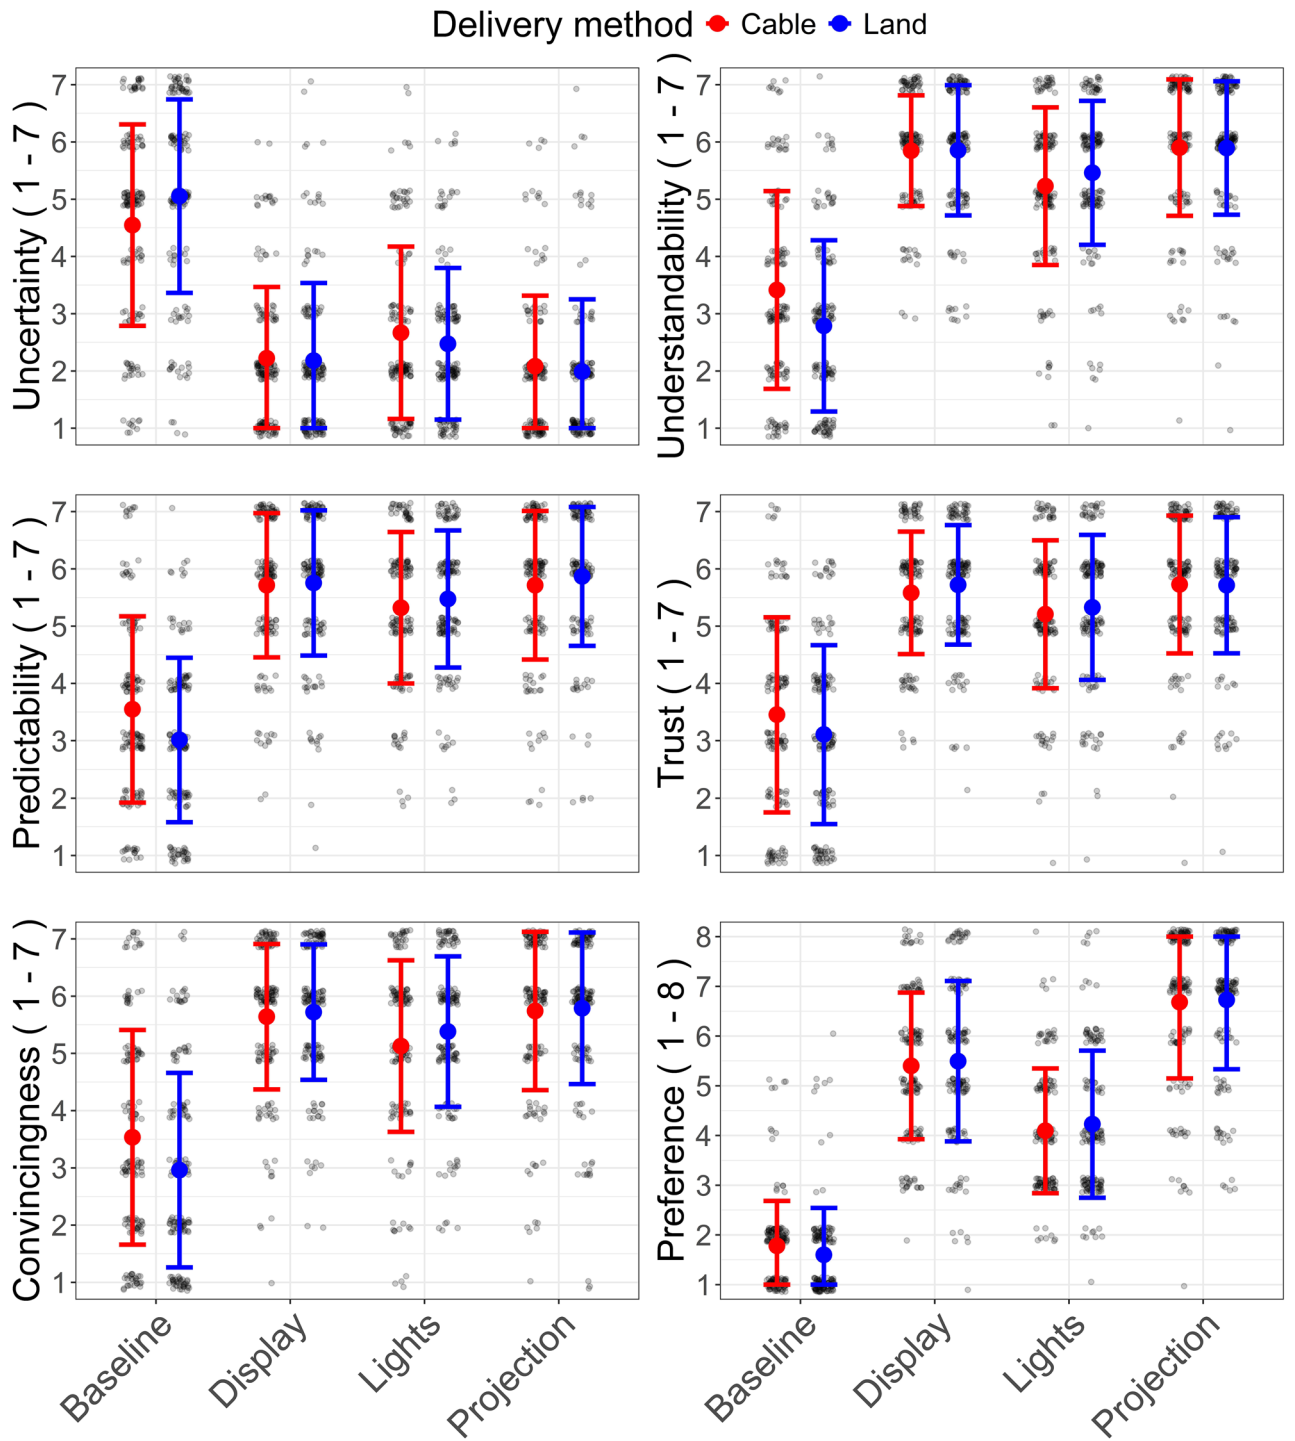 Delivery method Cable Land
Uncertainty ( 1 - 7 )
7
6
5
4
3
2
1
Understandability ( 1 - 7 )
7
6
5
4
3
2
1
Predictability ( 1 - 7 )
7
6
5
4
3
2
1
Trust ( 1 - 7 )
7
6
5
4
3
2
1
Convincingness ( 1 - 7 )
7
6
5
4
3
2
1
Preference ( 1 - 8 )
8
7
6
5
4
3
2
1
Baseline
Display
Lights
Projection
Baseline
Display
Lights
Projection